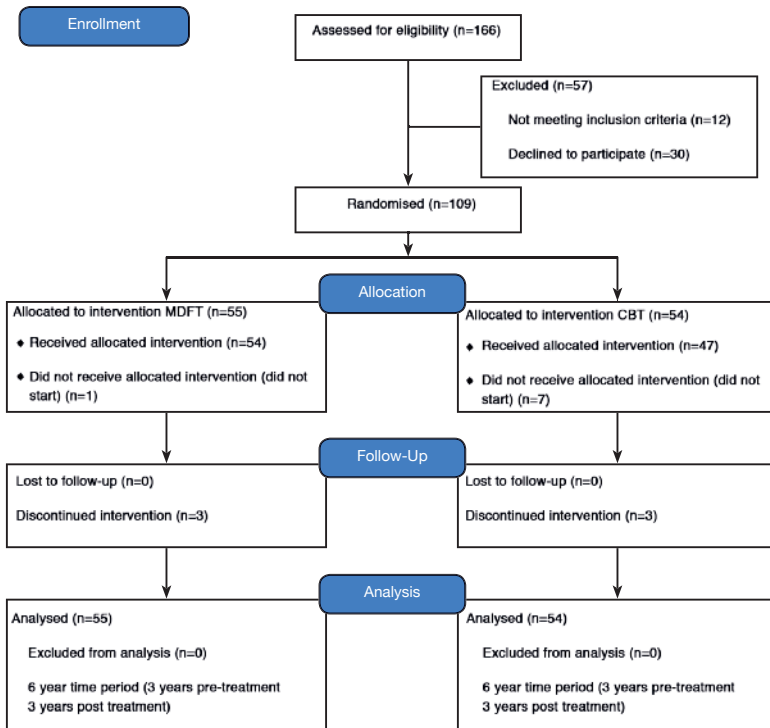 Enrollment
Assessed for eligibility (n=166)
Excluded (n=57)
Not meeting inclusion criteria (n=12)
Declined to participate (n=30)
Randomised (n=109)
Allocation
Allocated to intervention MDFT (n=55)
♦ Received allocated intervention (n=54)
♦ Did not receive allocated intervention (did not
start) (n=1)
Allocated to intervention CBT (n=54)
♦ Received allocated intervention (n=47)
♦ Did not receive allocated intervention (did not
start) (n=7)
Follow-Up
Lost to follow-up (n=0)
Discontinued intervention (n=3)
Lost to follow-up (n=0)
Discontinued intervention (n=3)
Analysis
Analysed (n=55)
Excluded from analysis (n=0)
6 year time period (3 years pre-treatment
3 years post treatment)
Analysed (n=54)
Excluded from analysis (n=0)
6 year time period (3 years pre-treatment
3 years post treatment)